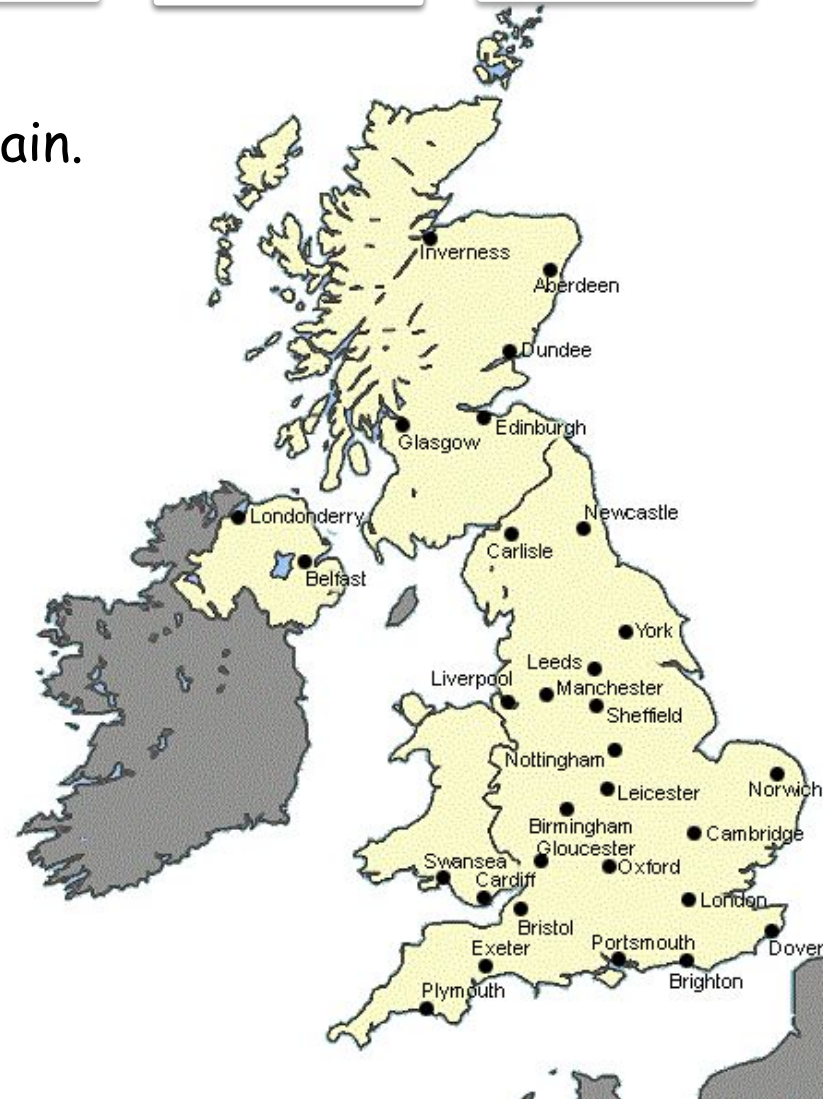 ain.
Inverness
Aberdeen
Dundee
Edinburgh
Glasgow
Londonderry
Newcastle
Carlisle
Belfast
York
Leeds
Liverpool
Manchester
Sheffield
Nottingham
Norwich
Leicester
Birmingham
Cambridge
Gloucester
Swansea
Oxford
Cardiff
London
Bristol
Portsmouth
Dover
Exeter
Brighton
Plymouth